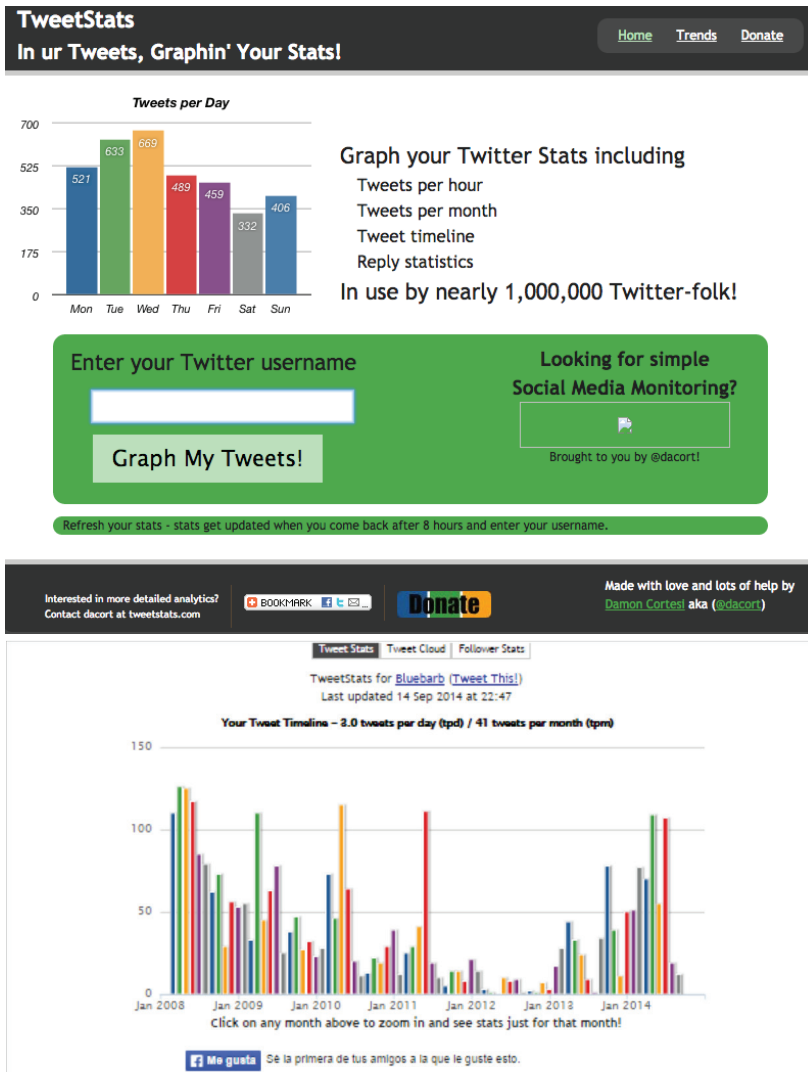 TweetStats
In ur Tweets, Graphin' Your Stats!
Home Trends Donate
Tweets per Day
700
525
350
175
0
521
633
669
489
459
332
406
Mon Tue Wed Thu Fri Sat Sun
Graph your Twitter Stats including
Tweets per hour
Tweets per month
Tweet timeline
Reply statistics
In use by nearly 1,000,000 Twitter-folk!
Enter your Twitter username
Graph My Tweets!
Looking for simple
Social Media Monitoring?
Brought to you by @dacort!
Refresh your stats - stats get updated when you come back after 8 hours and enter your username.
Interested in more detailed analytics?
Contact dacort at tweetstats.com
BOOKMARK
Donate
Made with love and lots of help by
Damon Cortesi aka (@dacort)
Tweet Stats Tweet Cloud Follower Stats
TweetStats for Bluebarb (Tweet This!)
Last updated 14 Sep 2014 at 22:47
Your Tweet Timeline – 3.0 tweets per day (tpd) / 41 tweets per month (tpm)
150
100
50
0
Jan 2008 Jan 2009 Jan 2010 Jan 2011 Jan 2012 Jan 2013 Jan 2014
Click on any month above to zoom in and see stats just for that month!
Me gusta Sé la primera de tus amigos a la que le guste esto.